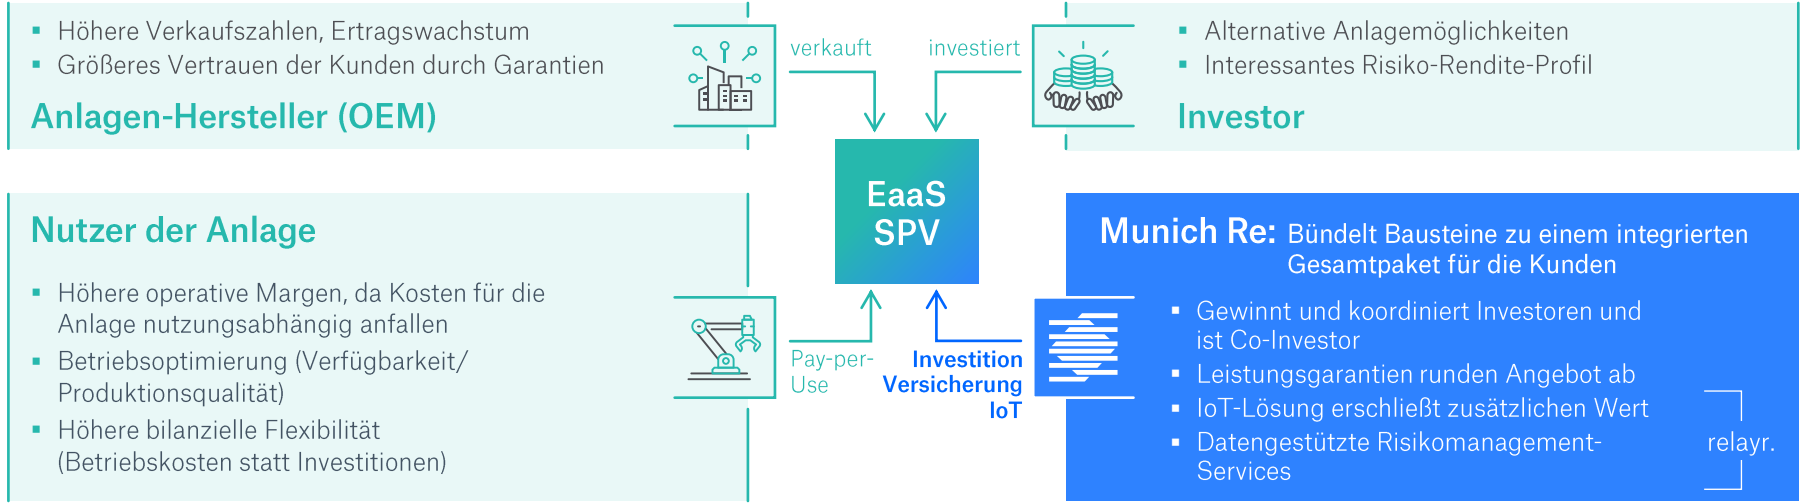 ▪ Höhere Verkaufszahlen, Ertragswachstum
▪ Größeres Vertrauen der Kunden durch Garantien
Anlagen-Hersteller (OEM)
verkauft
investiert
▪ Alternative Anlagemöglichkeiten
▪ Interessantes Risiko-Rendite-Profil
Investor
EaaS
SPV
Nutzer der Anlage
▪ Höhere operative Margen, da Kosten für die
Anlage nutzungsabhängig anfallen
▪ Betriebsoptimierung (Verfügbarkeit/
Produktionsqualität)
▪ Höhere bilanzielle Flexibilität
(Betriebskosten statt Investitionen)
Pay-per-
Use
Investition
Versicherung
IoT
Munich Re: Bündelt Bausteine zu einem integrierten
Gesamtpaket für die Kunden
▪ Gewinnt und koordiniert Investoren und
ist Co-Investor
▪ Leistungsgarantien runden Angebot ab
▪ IoT-Lösung erschließt zusätzlichen Wert
▪ Datengestützte Risikomanagement-
Services
relayr.